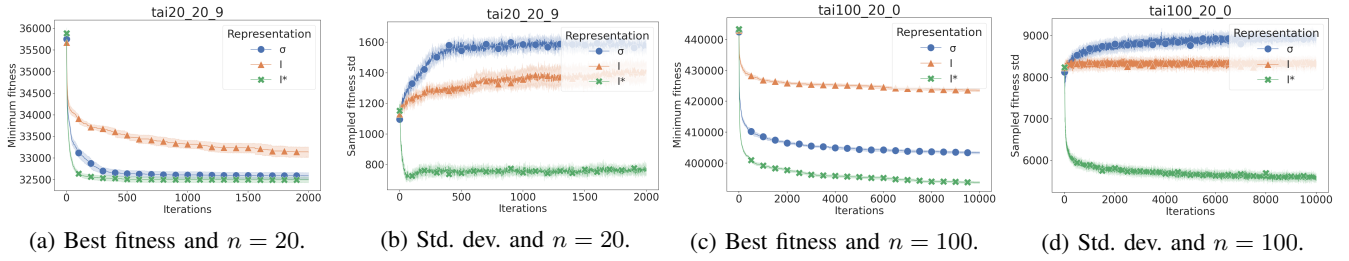 tai20_20_9
Minimum fitness
36000
35500
35000
34500
34000
33500
33000
32500
0 500 1000 1500 2000
Iterations
Representation
σ
I
I*
(a) Best fitness and n = 20.
tai20_20_9
Sampled fitness std
1600
1400
1200
1000
800
0 500 1000 1500 2000
Iterations
Representation
σ
I
I*
(b) Std. dev. and n = 20.
tai100_20_0
Minimum fitness
440000
430000
420000
410000
400000
0 2000 4000 6000 8000 10000
Iterations
Representation
σ
I
I*
(c) Best fitness and n = 100.
tai100_20_0
Sampled fitness std
9000
8000
7000
6000
0 2000 4000 6000 8000 10000
Iterations
Representation
σ
I
I*
(d) Std. dev. and n = 100.